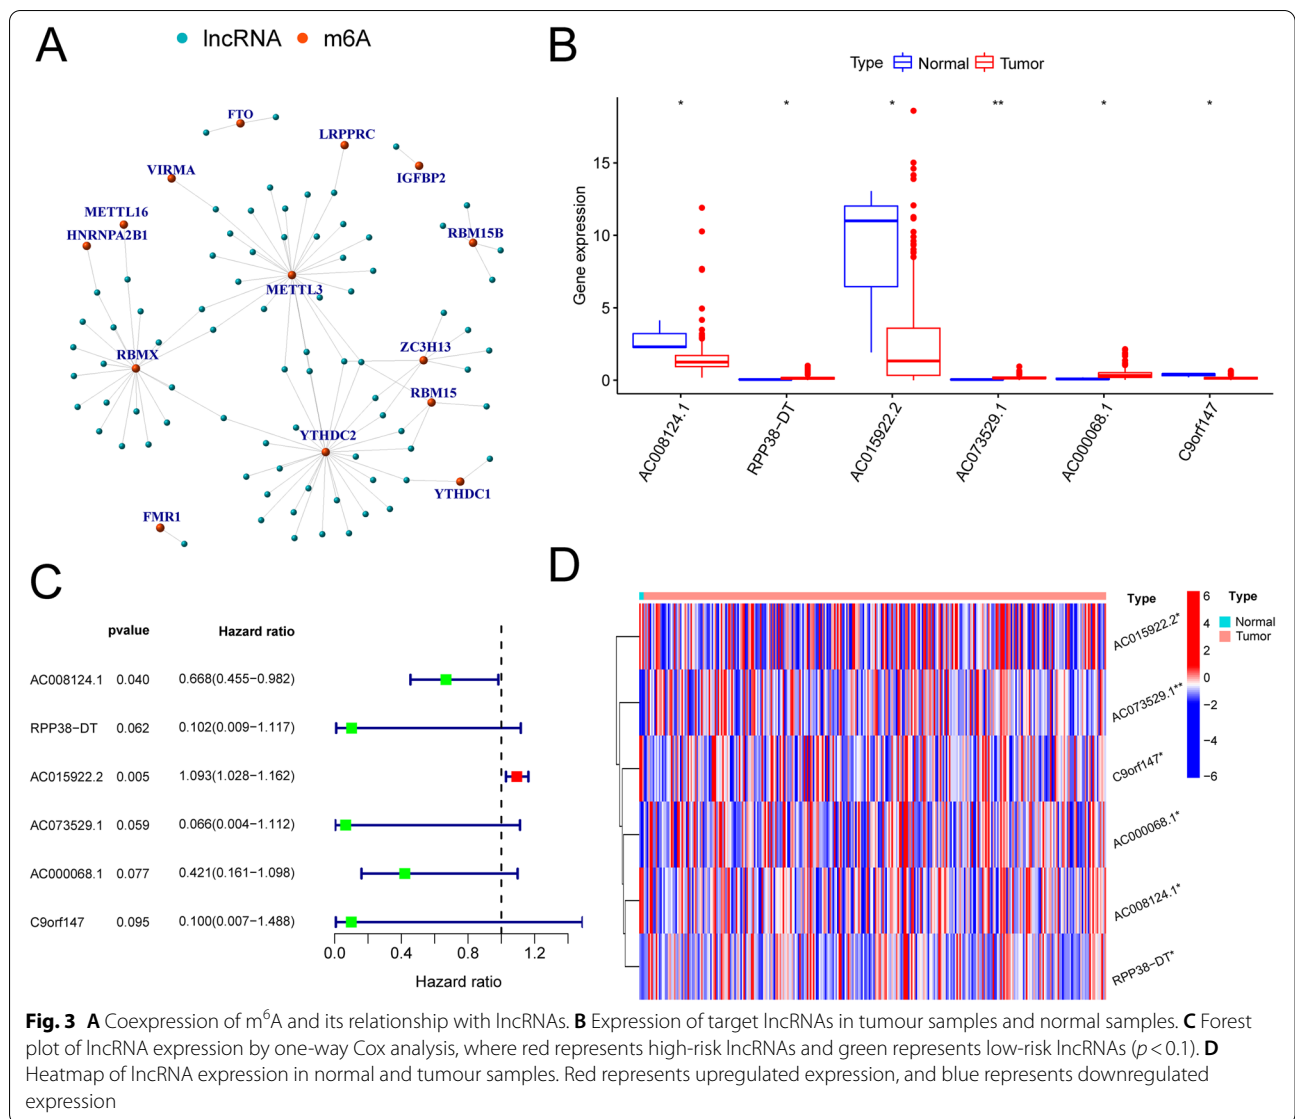 A
lncRNA
m6A
FTO
LRPPRC
IGFBP2
VIRMA
METTL16
HNRNPA2B1
RBM15B
METTL3
RBMX
ZC3H13
RBM15
YTHDC2
YTHDC1
FMR1
B
Type Normal Tumor
* * * ** * *
Gene expression
15
10
5
0
AC008124.1
RPP38−DT
AC015922.2
AC073529.1
AC000068.1
C9orf147
C
pvalue Hazard ratio
AC008124.1 0.040 0.668(0.455−0.982)
RPP38−DT 0.062 0.102(0.009−1.117)
AC015922.2 0.005 1.093(1.028−1.162)
AC073529.1 0.059 0.066(0.004−1.112)
AC000068.1 0.077 0.421(0.161−1.098)
C9orf147 0.095 0.100(0.007−1.488)
0.0 0.4 0.8 1.2
Hazard ratio
D
Type
AC015922.2*
AC073529.1**
C9orf147*
AC000068.1*
AC008124.1*
RPP38−DT*
6
4
2
0
−2
−4
−6
Type
Normal
Tumor
Fig. 3 A Coexpression of m⁶A and its relationship with lncRNAs. B Expression of target lncRNAs in tumour samples and normal samples. C Forest
plot of lncRNA expression by one-way Cox analysis, where red represents high-risk lncRNAs and green represents low-risk lncRNAs (p < 0.1). D
Heatmap of lncRNA expression in normal and tumour samples. Red represents upregulated expression, and blue represents downregulated
expression